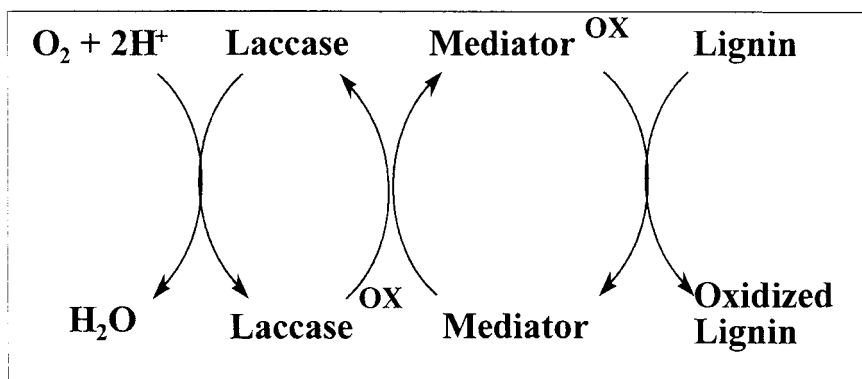 O₂ + 2H⁺ Laccase Mediator ᴼˣ Lignin
H₂O Laccase ᴼˣ Mediator Oxidized
Lignin